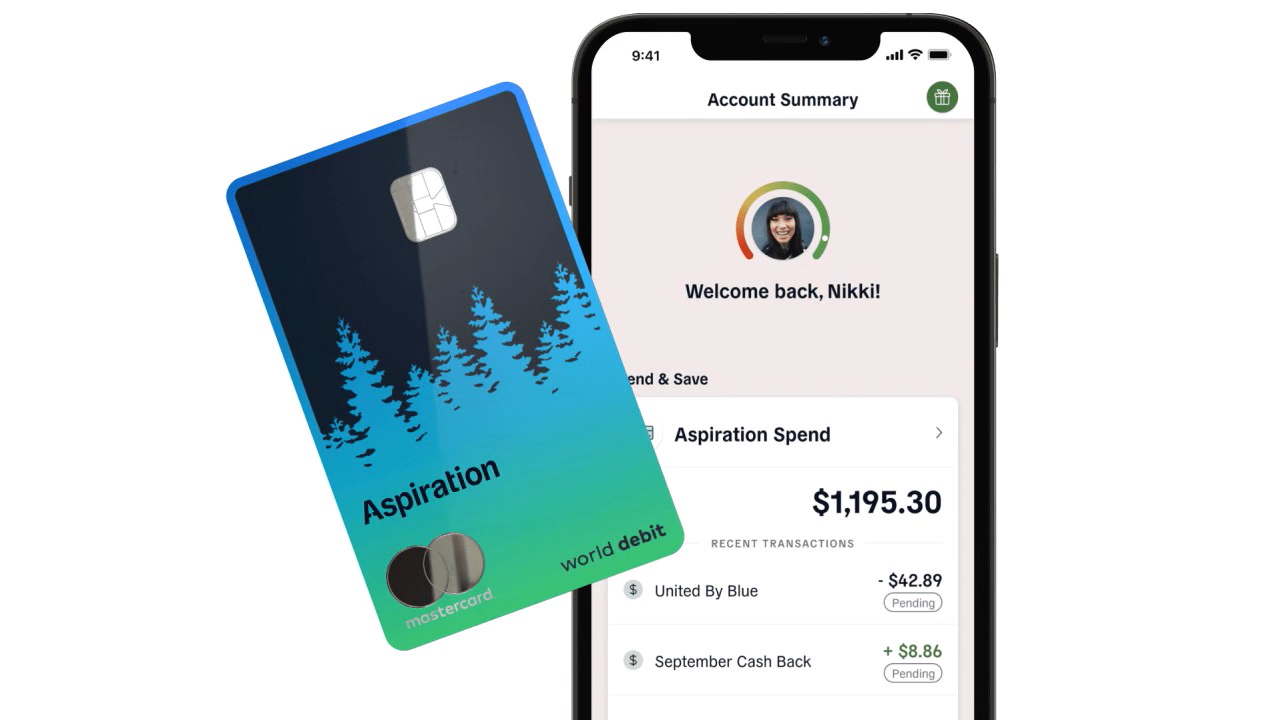 9:41
Account Summary
Welcome back, Nikki!
end & Save
Aspiration Spend
$1,195.30
RECENT TRANSACTIONS
United By Blue
- $42.89
Pending
September Cash Back
+ $8.86
Pending
Aspiration
world debit
mastercard